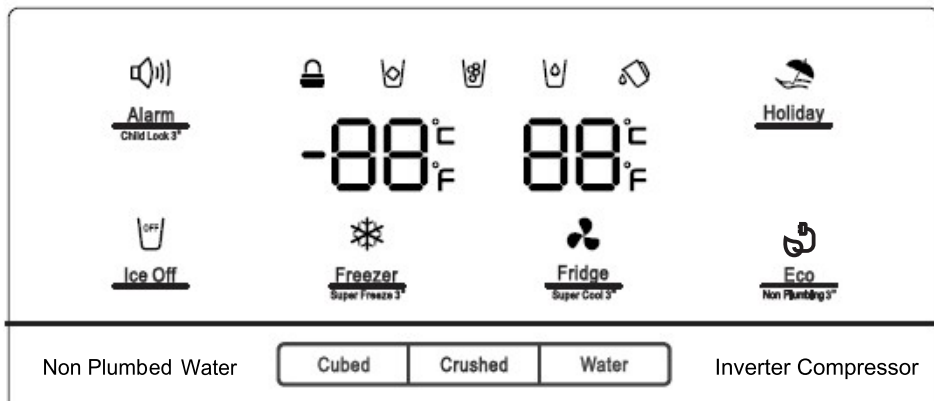 Alarm
Child Lock 3"
Holiday
-88°C
°F
88°C
°F
OFF
Ice Off
Freezer
Super Freeze 3"
Fridge
Super Cool 3"
Eco
Non Plumbing 3"
Non Plumbed Water
Cubed
Crushed
Water
Inverter Compressor